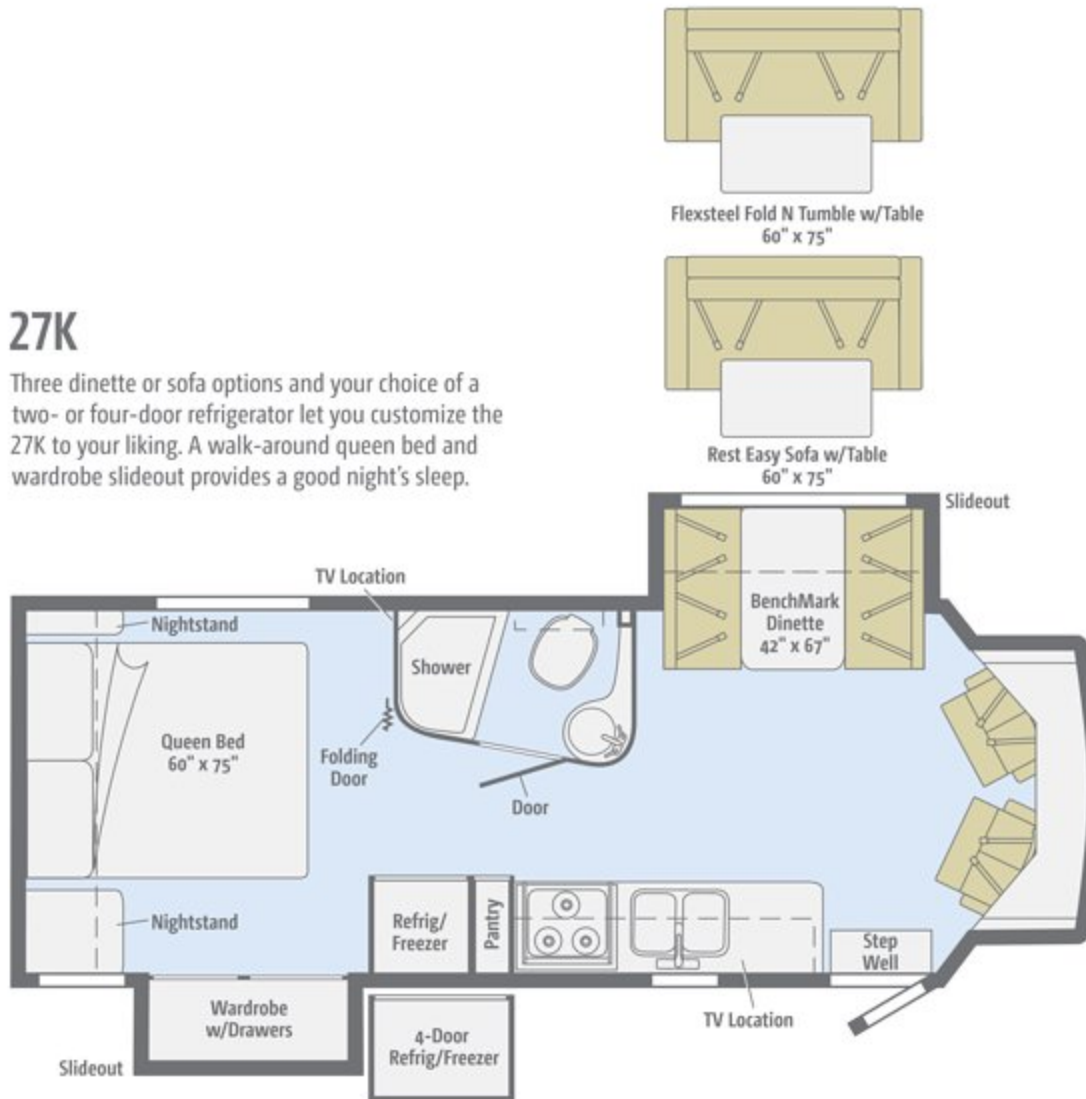 Flexsteel Fold N Tumble w/Table
60" x 75"
Rest Easy Sofa w/Table
60" x 75"
27K
Three dinette or sofa options and your choice of a
two- or four-door refrigerator let you customize the
27K to your liking. A walk-around queen bed and
wardrobe slideout provides a good night's sleep.
Slideout
TV Location
BenchMark
Dinette
42" x 67"
Nightstand
Shower
Queen Bed
60" x 75"
Folding
Door
Door
Nightstand
Refrig/
Freezer
Pantry
Step
Well
Wardrobe
w/Drawers
4-Door
Refrig/Freezer
TV Location
Slideout